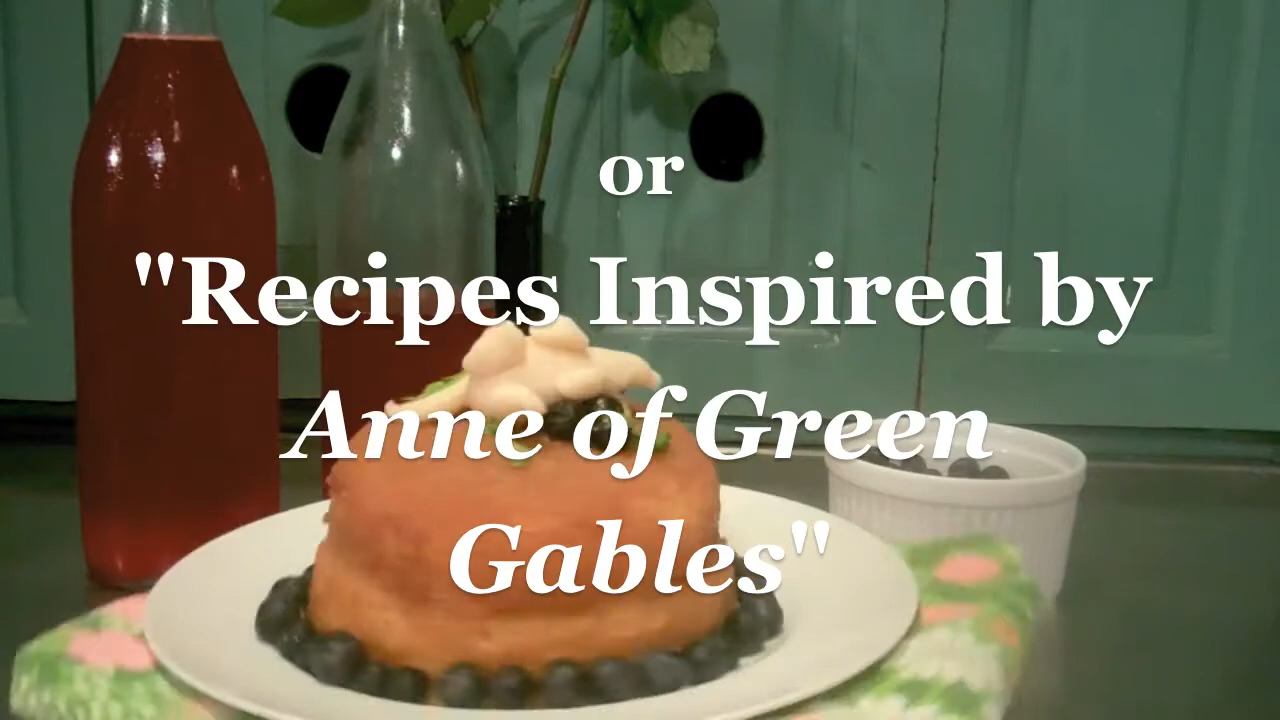 or
"Recipes Inspired by
Anne of Green
Gables"